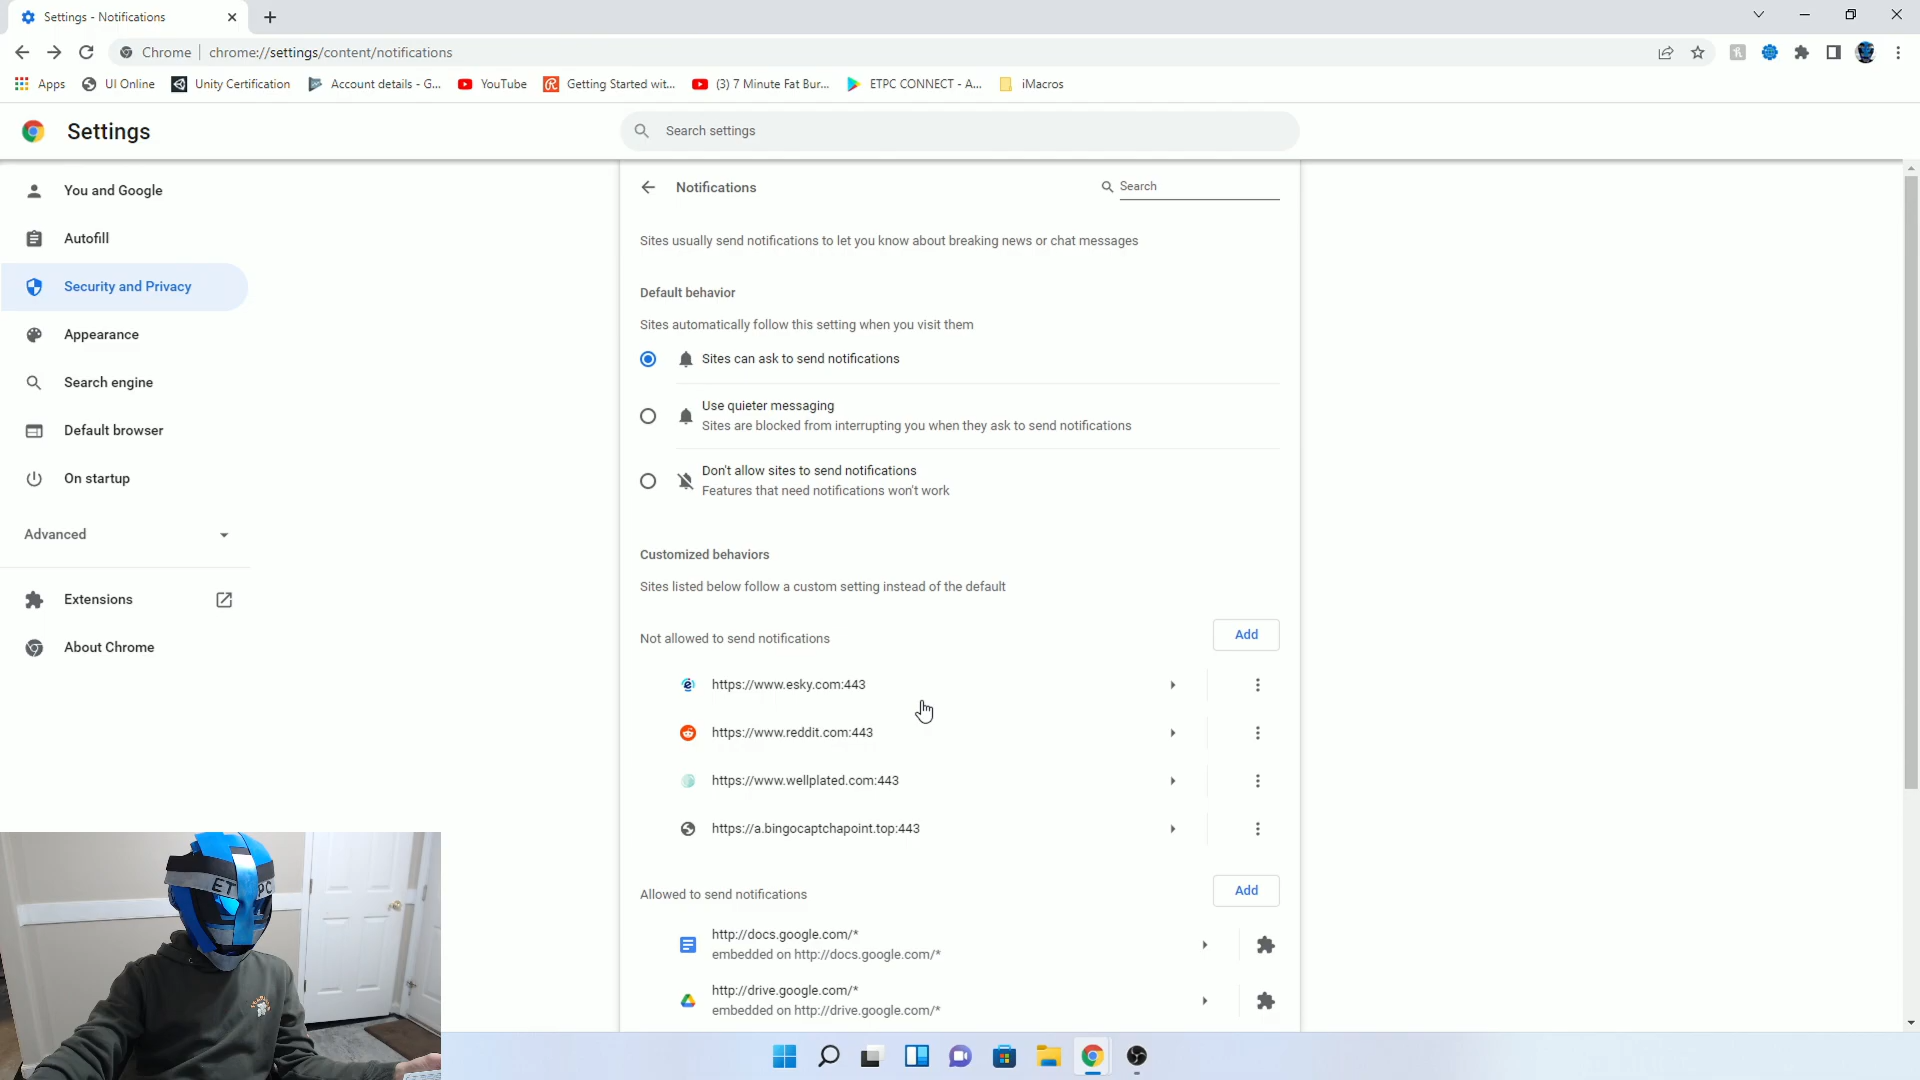 Settings - Notifications
Chrome
chrome://settings/content/notifications
Apps
UI Online
Unity Certification
Account details - G...
YouTube
Getting Started wit...
(3) 7 Minute Fat Bur...
ETPC CONNECT - A...
iMacros
Settings
Search settings
You and Google
Autofill
Security and Privacy
Appearance
Search engine
Default browser
On startup
Advanced
Extensions
About Chrome
Notifications
Search
Sites usually send notifications to let you know about breaking news or chat messages
Default behavior
Sites automatically follow this setting when you visit them
Sites can ask to send notifications
Use quieter messaging
Sites are blocked from interrupting you when they ask to send notifications
Don't allow sites to send notifications
Features that need notifications won't work
Customized behaviors
Sites listed below follow a custom setting instead of the default
Not allowed to send notifications
Add
https://www.esky.com:443
https://www.reddit.com:443
https://www.wellplated.com:443
https://a.bingocaptchapoint.top:443
Allowed to send notifications
Add
http://docs.google.com/*
embedded on http://docs.google.com/*
http://drive.google.com/*
embedded on http://drive.google.com/*
ET PC